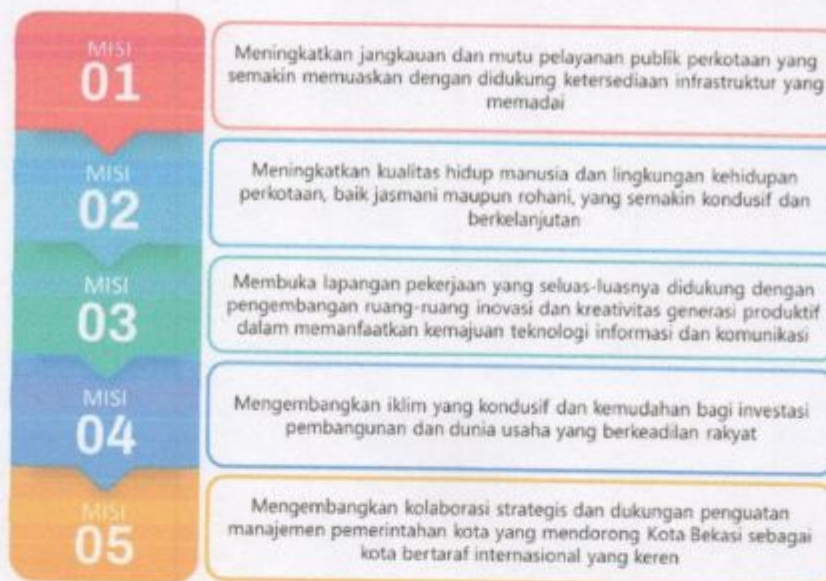 MISI
01
Meningkatkan jangkauan dan mutu pelayanan publik perkotaan yang
semakin memuaskan dengan didukung ketersediaan infrastruktur yang
memadai
MISI
02
Meningkatkan kualitas hidup manusia dan lingkungan kehidupan
perkotaan, baik jasmani maupun rohani, yang semakin kondusif dan
berkelanjutan
MISI
03
Membuka lapangan pekerjaan yang seluas-luasnya didukung dengan
pengembangan ruang-ruang inovasi dan kreativitas generasi produktif
dalam memanfaatkan kemajuan teknologi informasi dan komunikasi
MISI
04
Mengembangkan iklim yang kondusif dan kemudahan bagi investasi
pembangunan dan dunia usaha yang berkeadilan rakyat
MISI
05
Mengembangkan kolaborasi strategis dan dukungan penguatan
manajemen pemerintahan kota yang mendorong Kota Bekasi sebagai
kota bertaraf internasional yang keren